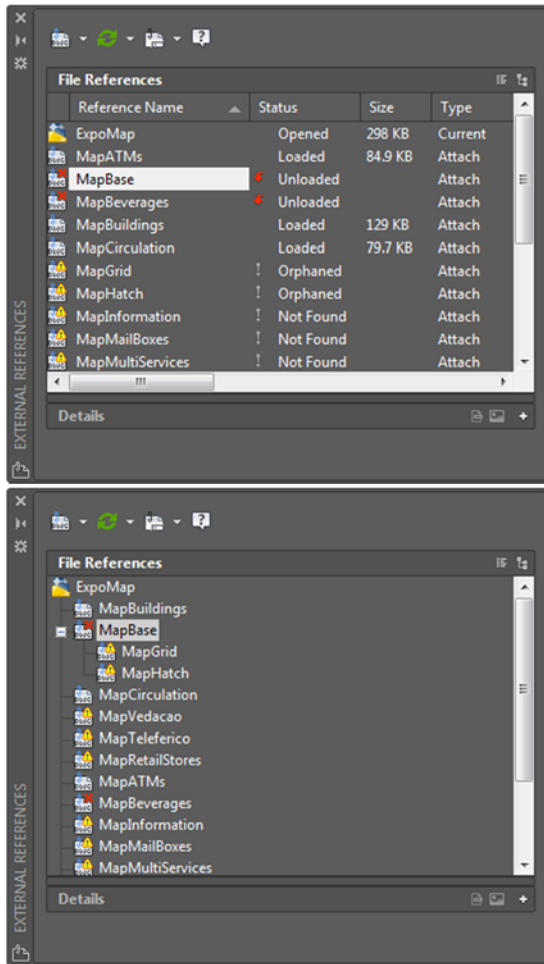 File References
Reference Name Status Size Type
ExpoMap Opened 298 KB Current
MapATMs Loaded 84.9 KB Attach
MapBase Unloaded Attach
MapBeverages Unloaded Attach
MapBuildings Loaded 129 KB Attach
MapCirculation Loaded 79.7 KB Attach
MapGrid ! Orphaned Attach
MapHatch ! Orphaned Attach
MapInformation ! Not Found Attach
MapMailBoxes ! Not Found Attach
MapMultiServices ! Not Found Attach
Details
EXTERNAL REFERENCES
File References
ExpoMap
MapBuildings
MapBase
MapGrid
MapHatch
MapCirculation
MapVedacao
MapTeleferico
MapRetailStores
MapATMs
MapBeverages
MapInformation
MapMailBoxes
MapMultiServices
Details
EXTERNAL REFERENCES